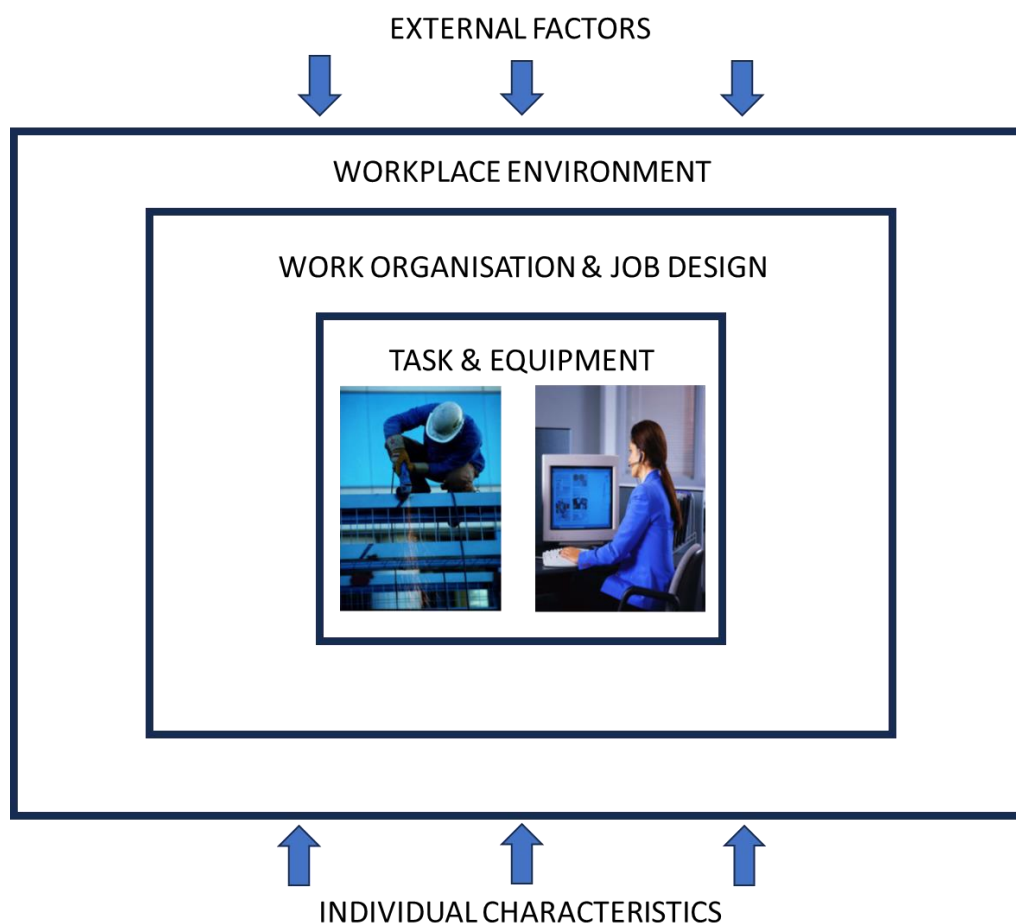 EXTERNAL FACTORS
WORKPLACE ENVIRONMENT
WORK ORGANISATION & JOB DESIGN
TASK & EQUIPMENT
INDIVIDUAL CHARACTERISTICS